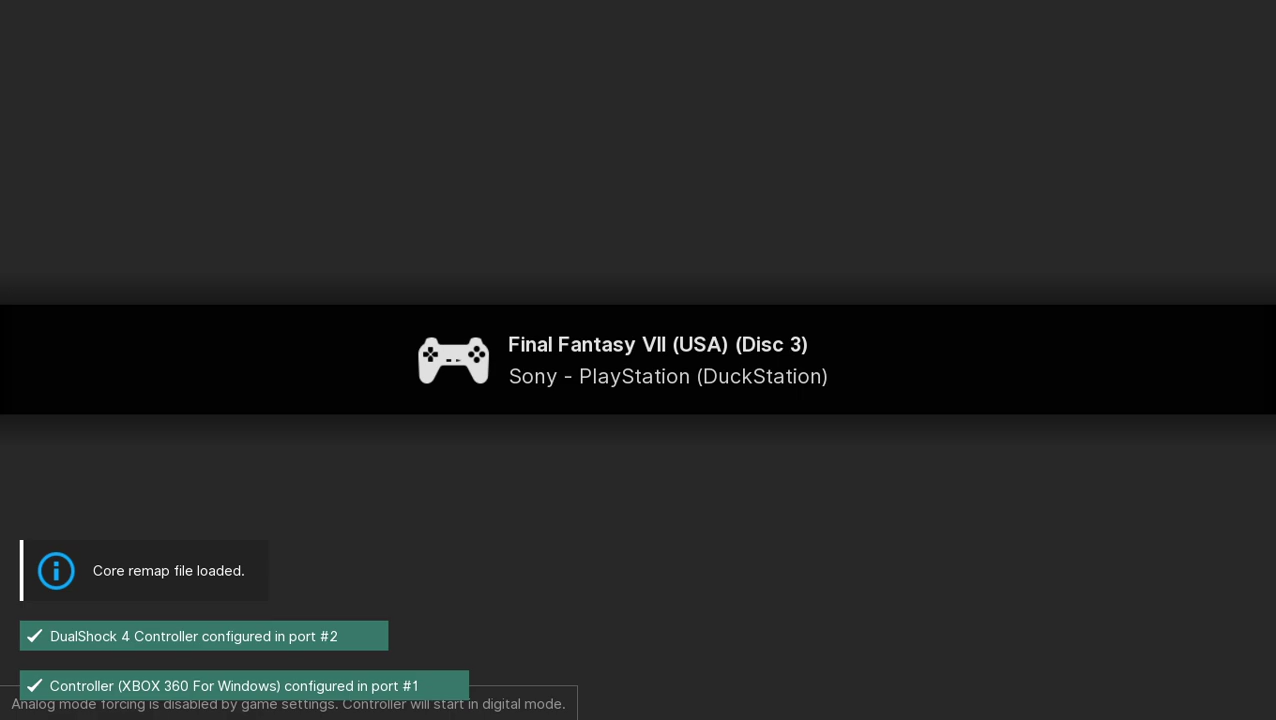 Final Fantasy VII (USA) (Disc 3)
Sony - PlayStation (DuckStation)
Core remap file loaded.
DualShock 4 Controller configured in port #2
Controller (XBOX 360 For Windows) configured in port #1
Analog mode forcing is disabled by game settings. Controller will start in digital mode.